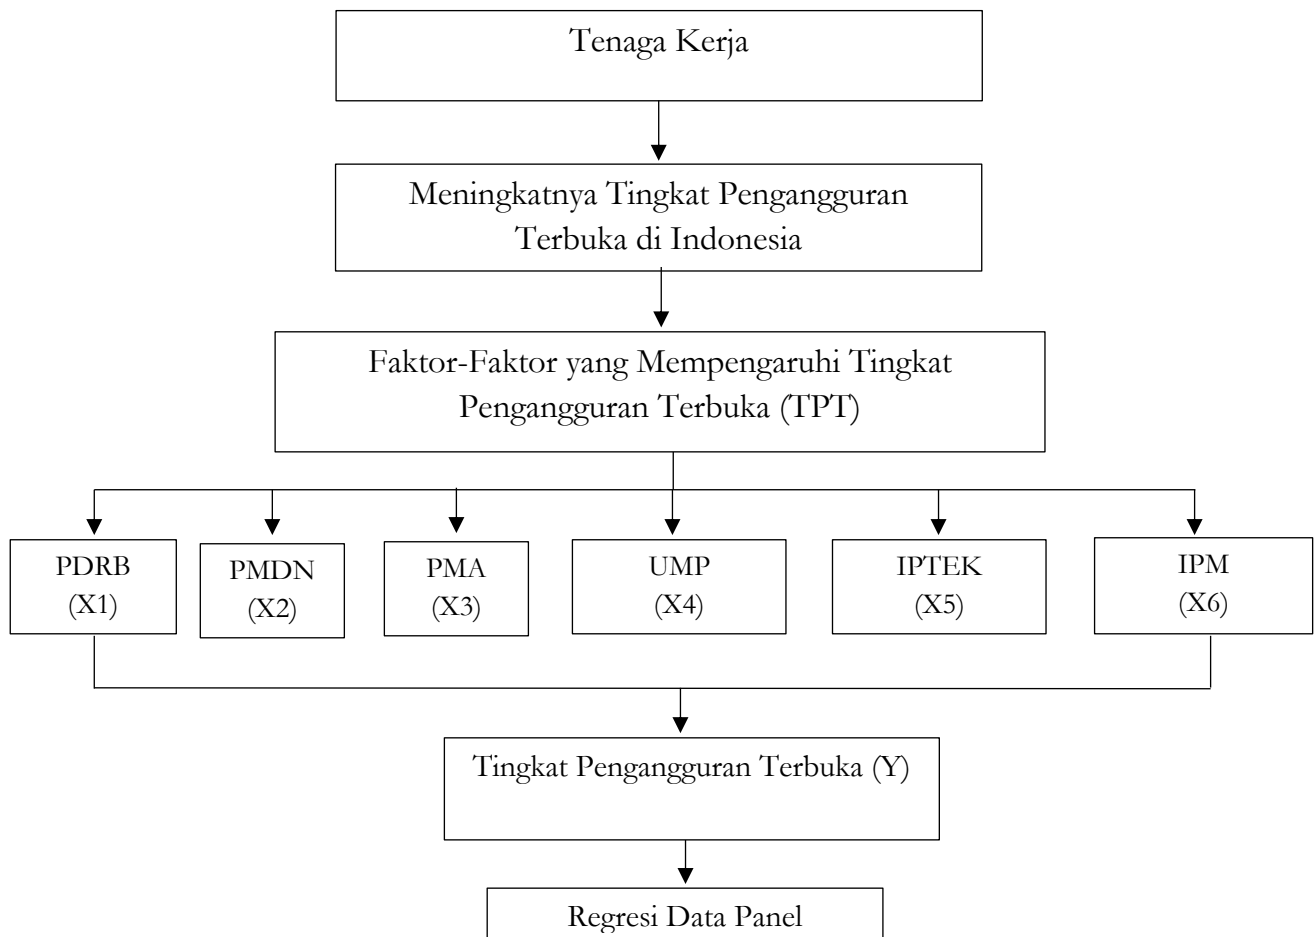 Tenaga Kerja
Meningkatnya Tingkat Pengangguran
Terbuka di Indonesia
Faktor-Faktor yang Mempengaruhi Tingkat
Pengangguran Terbuka (TPT)
PDRB
(X1)
PMDN
(X2)
PMA
(X3)
UMP
(X4)
IPTEK
(X5)
IPM
(X6)
Tingkat Pengangguran Terbuka (Y)
Regresi Data Panel